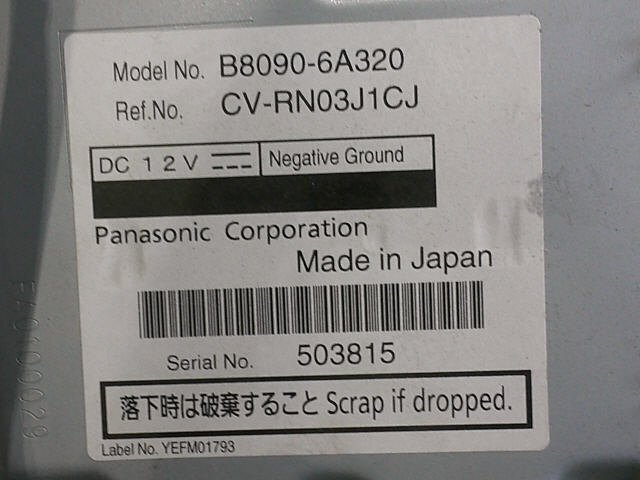 Model No. B8090-6A320
Ref.No. CV-RN03J1CJ
DC 12V Negative Ground
Panasonic Corporation
Made in Japan
Serial No. 503815
落下時は破棄すること Scrap if dropped.
Label No. YEFM01793